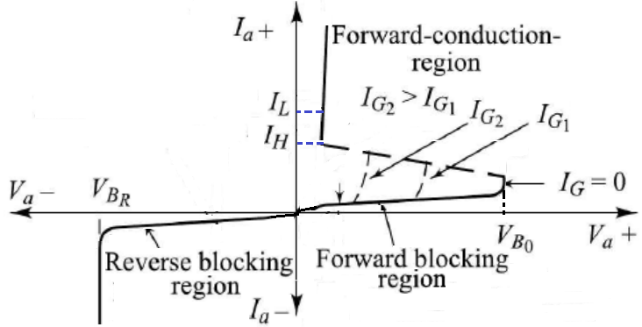 I_a+
Forward-conduction-
region
I_L
I_G2 > I_G1
I_G2
I_G1
I_H
I_G = 0
V_a−
V_BR
V_B0
V_a +
Reverse blocking
region
Forward blocking
region
I_a−